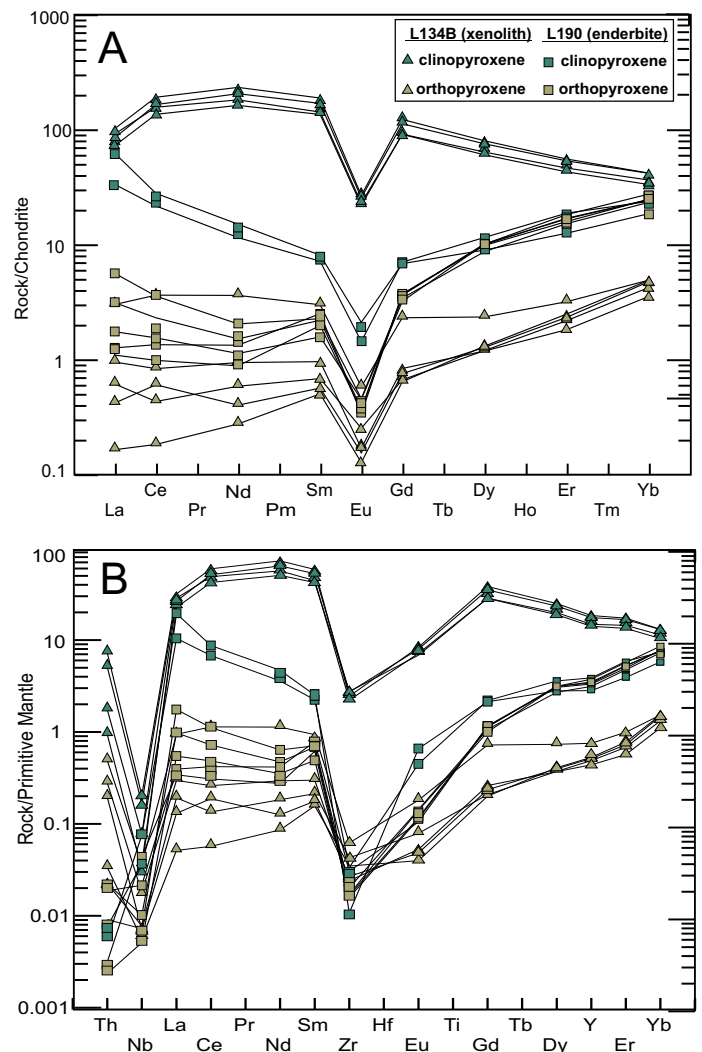 1000
100
10
1
0.1
Rock/Chondrite
A
L134B (xenolith) L190 (enderbite)
clinopyroxene clinopyroxene
orthopyroxene orthopyroxene
Ce Nd Sm Gd Dy Er Yb
La Pr Pm Eu Tb Ho Tm
100
10
1
0.1
0.01
0.001
Rock/Primitive Mantle
B
Th La Pr Sm Hf Ti Tb Y Yb
Nb Ce Nd Zr Eu Gd Dy Er